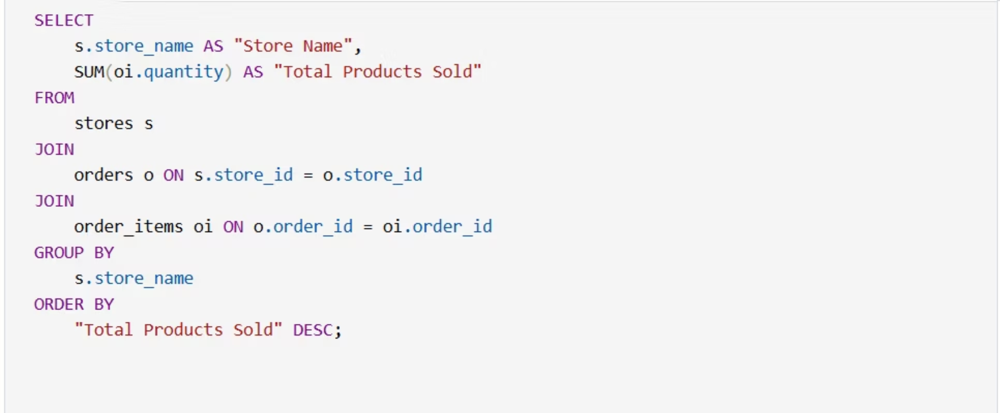 SELECT
    s.store_name AS "Store Name",
    SUM(oi.quantity) AS "Total Products Sold"
FROM
    stores s
JOIN
    orders o ON s.store_id = o.store_id
JOIN
    order_items oi ON o.order_id = oi.order_id
GROUP BY
    s.store_name
ORDER BY
    "Total Products Sold" DESC;